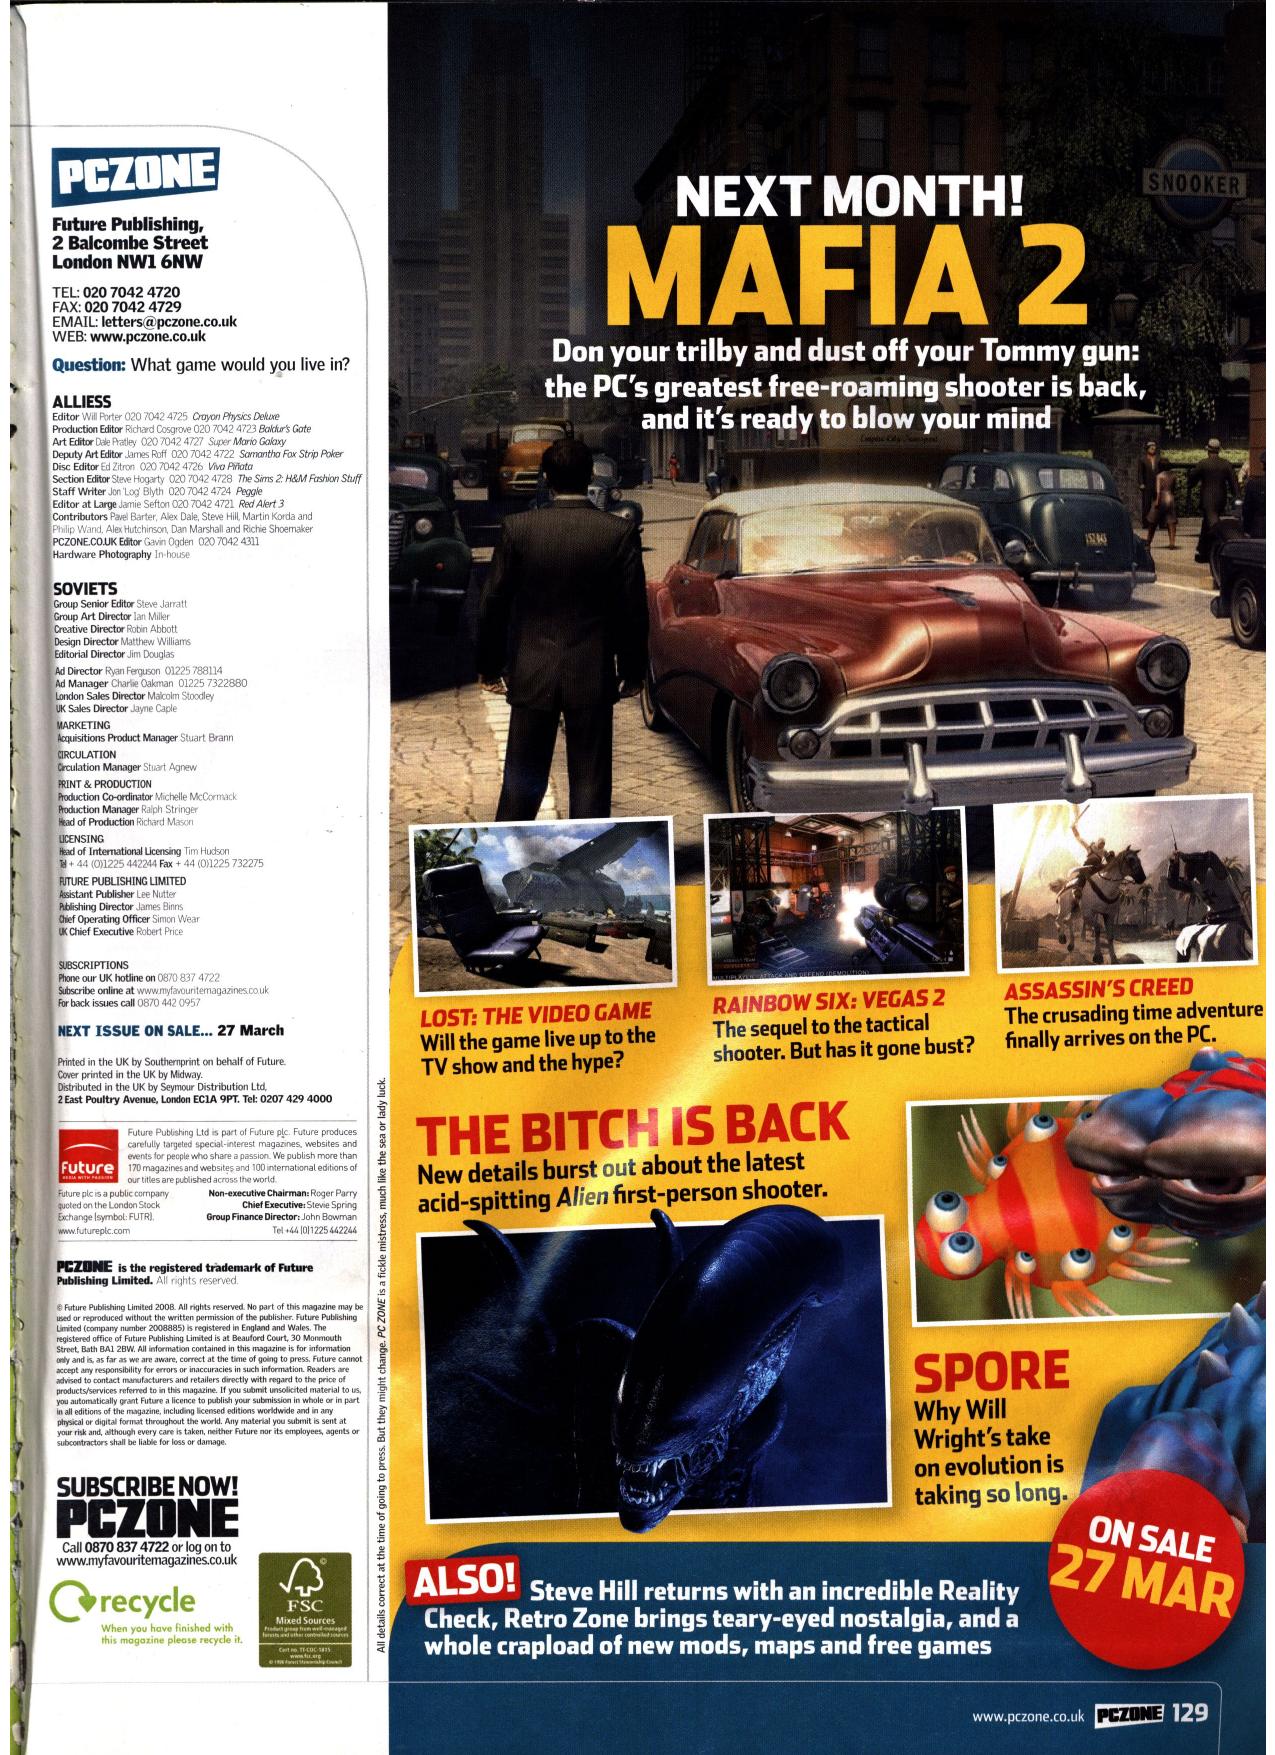 PCZONE
Future Publishing,
2 Balcombe Street
London NW1 6NW
TEL: 020 7042 4720
FAX: 020 7042 4729
EMAIL: letters@pczone.co.uk
WEB: www.pczone.co.uk
Question: What game would you live in?
ALLIESS
Editor Will Porter 020 7042 4725 Crayon Physics Deluxe
Production Editor Richard Cosgrove 020 7042 4723 Baldur's Gate
Art Editor Dale Pratley 020 7042 4727 Super Mario Galaxy
Deputy Art Editor James Roff 020 7042 4722 Samantha Fox Strip Poker
Disc Editor Ed Zitron 020 7042 4726 Viva Piñata
Section Editor Steve Hogarty 020 7042 4728 The Sims 2: H&M Fashion Stuff
Staff Writer Jon 'Log' Blyth 020 7042 4724 Peggle
Editor at Large Jamie Sefton 020 7042 4721 Red Alert 3
Contributors Pavel Barter, Alex Dale, Steve Hill, Martin Korda and
Philip Wand, Alex Hutchinson, Dan Marshall and Richie Shoemaker
PCZONE.CO.UK Editor Gavin Ogden 020 7042 4311
Hardware Photography In-house
SOVIETS
Group Senior Editor Steve Jarratt
Group Art Director Ian Miller
Creative Director Robin Abbott
Design Director Matthew Williams
Editorial Director Jim Douglas
Ad Director Ryan Ferguson 01225 788114
Ad Manager Charlie Oakman 01225 7322880
London Sales Director Malcolm Stoodley
UK Sales Director Jayne Caple
MARKETING
Acquisitions Product Manager Stuart Brann
CIRCULATION
Circulation Manager Stuart Agnew
PRINT & PRODUCTION
Production Co-ordinator Michelle McCormack
Production Manager Ralph Stringer
Head of Production Richard Mason
LICENSING
Head of International Licensing Tim Hudson
Tel + 44 (0)1225 442244 Fax + 44 (0)1225 732275
FUTURE PUBLISHING LIMITED
Assistant Publisher Lee Nutter
Publishing Director James Binns
Chief Operating Officer Simon Wear
UK Chief Executive Robert Price
SUBSCRIPTIONS
Phone our UK hotline on 0870 837 4722
Subscribe online at www.myfavouritemagazines.co.uk
For back issues call 0870 442 0957
NEXT ISSUE ON SALE... 27 March
Printed in the UK by Southernprint on behalf of Future.
Cover printed in the UK by Midway.
Distributed in the UK by Seymour Distribution Ltd,
2 East Poultry Avenue, London EC1A 9PT. Tel: 0207 429 4000
Future
MEDIA WITH PASSION
Future Publishing Ltd is part of Future plc. Future produces
carefully targeted special-interest magazines, websites and
events for people who share a passion. We publish more than
170 magazines and websites and 100 international editions of
our titles are published across the world.
Future plc is a public company
quoted on the London Stock
Exchange (symbol: FUTR).
www.futureplc.com
Non-executive Chairman: Roger Parry
Chief Executive: Stevie Spring
Group Finance Director: John Bowman
Tel +44 (0)1225 442244
PCZONE is the registered trademark of Future
Publishing Limited. All rights reserved.
© Future Publishing Limited 2008. All rights reserved. No part of this magazine may be
used or reproduced without the written permission of the publisher. Future Publishing
Limited (company number 2008885) is registered in England and Wales. The
registered office of Future Publishing Limited is at Beauford Court, 30 Monmouth
Street, Bath BA1 2BW. All information contained in this magazine is for information
only and is, as far as we are aware, correct at the time of going to press. Future cannot
accept any responsibility for errors or inaccuracies in such information. Readers are
advised to contact manufacturers and retailers directly with regard to the price of
products/services referred to in this magazine. If you submit unsolicited material to us,
you automatically grant Future a licence to publish your submission in whole or in part
in all editions of the magazine, including licensed editions worldwide and in any
physical or digital format throughout the world. Any material you submit is sent at
your risk and, although every care is taken, neither Future nor its employees, agents or
subcontractors shall be liable for loss or damage.
SUBSCRIBE NOW!
PCZONE
Call 0870 837 4722 or log on to
www.myfavouritemagazines.co.uk
recycle
When you have finished with
this magazine please recycle it.
FSC
Mixed Sources
Product group from well-managed
forests and other controlled sources
Cert no. TT-COC-1815
www.fsc.org
© 1996 Forest Stewardship Council
All details correct at the time of going to press. But they might change. PC ZONE is a fickle mistress, much like the sea or lady luck.
SNOOKER
NEXT MONTH!
MAFIA 2
Don your trilby and dust off your Tommy gun:
the PC's greatest free-roaming shooter is back,
and it's ready to blow your mind
MULTIPLAYER: ATTACK AND DEFEND (DEMOLITION)
LOST: THE VIDEO GAME
Will the game live up to the
TV show and the hype?
RAINBOW SIX: VEGAS 2
The sequel to the tactical
shooter. But has it gone bust?
ASSASSIN'S CREED
The crusading time adventure
finally arrives on the PC.
THE BITCH IS BACK
New details burst out about the latest
acid-spitting Alien first-person shooter.
SPORE
Why Will
Wright's take
on evolution is
taking so long.
ON SALE
27 MAR
ALSO! Steve Hill returns with an incredible Reality
Check, Retro Zone brings teary-eyed nostalgia, and a
whole crapload of new mods, maps and free games
www.pczone.co.uk PCZONE 129